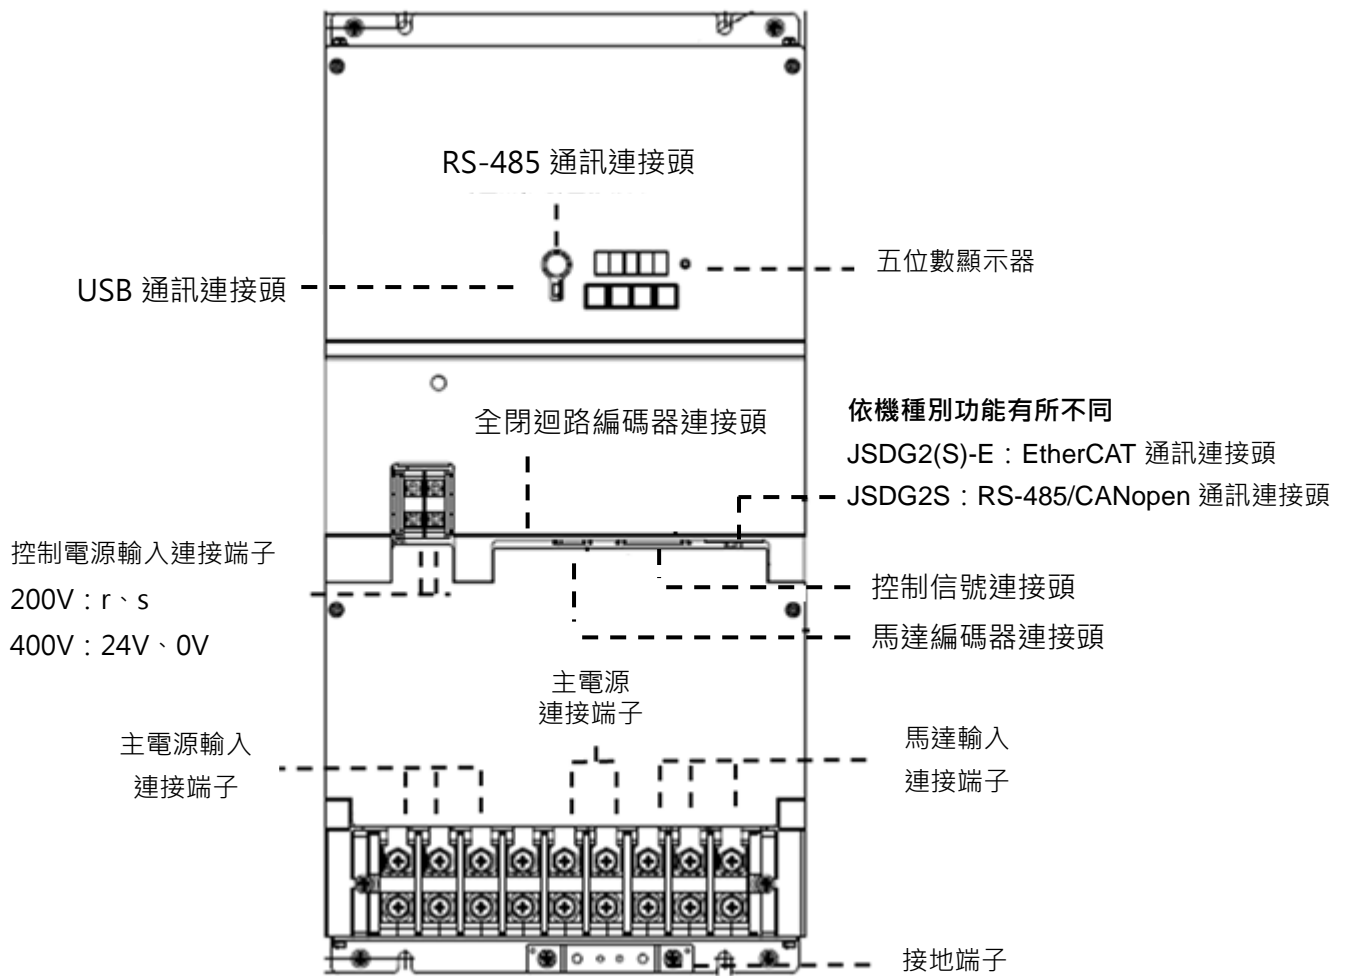 RS-485 通訊連接頭
五位數顯示器
USB 通訊連接頭
依機種別功能有所不同
全閉迴路編碼器連接頭
JSDG2(S)-E：EtherCAT 通訊連接頭
JSDG2S：RS-485/CANopen 通訊連接頭
控制電源輸入連接端子
200V：r、s
400V：24V、0V
控制信號連接頭
馬達編碼器連接頭
主電源
連接端子
主電源輸入
連接端子
馬達輸入
連接端子
接地端子